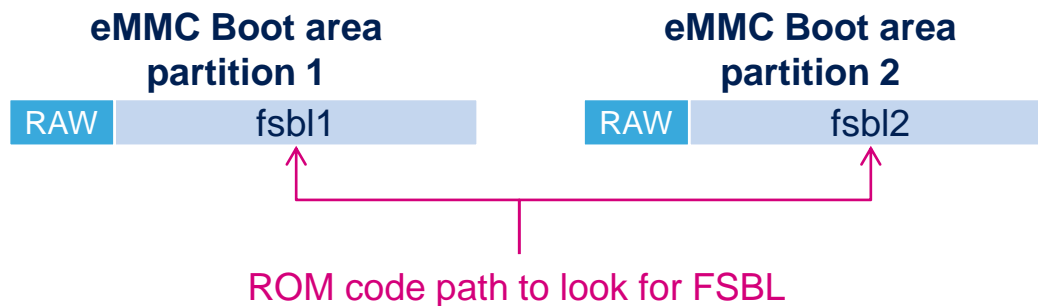 eMMC Boot area
partition 1
eMMC Boot area
partition 2
RAW fsbl1
RAW fsbl2
ROM code path to look for FSBL